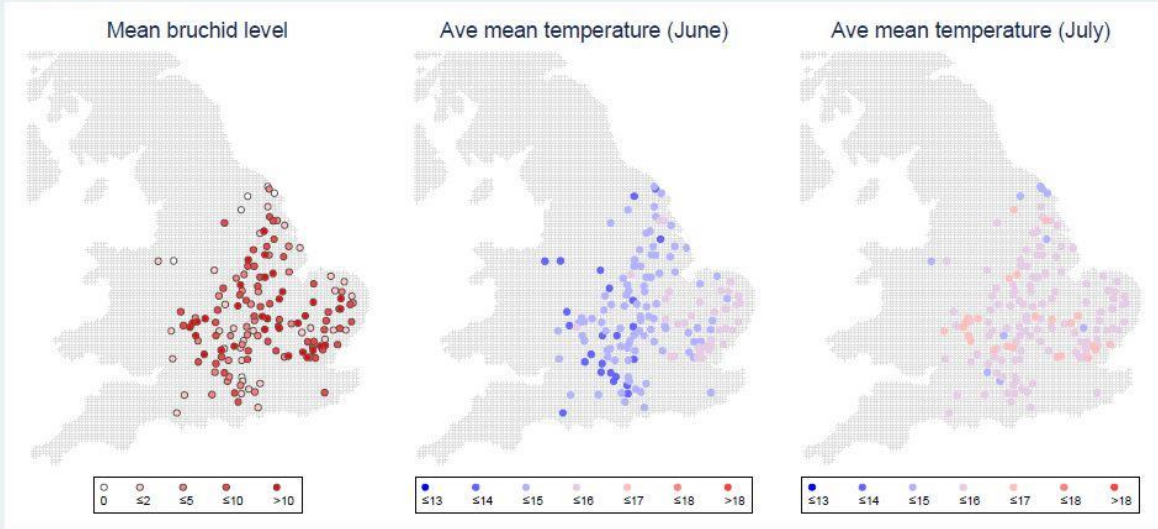 Mean bruchid level
Ave mean temperature (June)
Ave mean temperature (July)
0 ≤2 ≤5 ≤10 >10
≤13 ≤14 ≤15 ≤16 ≤17 ≤18 >18
≤13 ≤14 ≤15 ≤16 ≤17 ≤18 >18